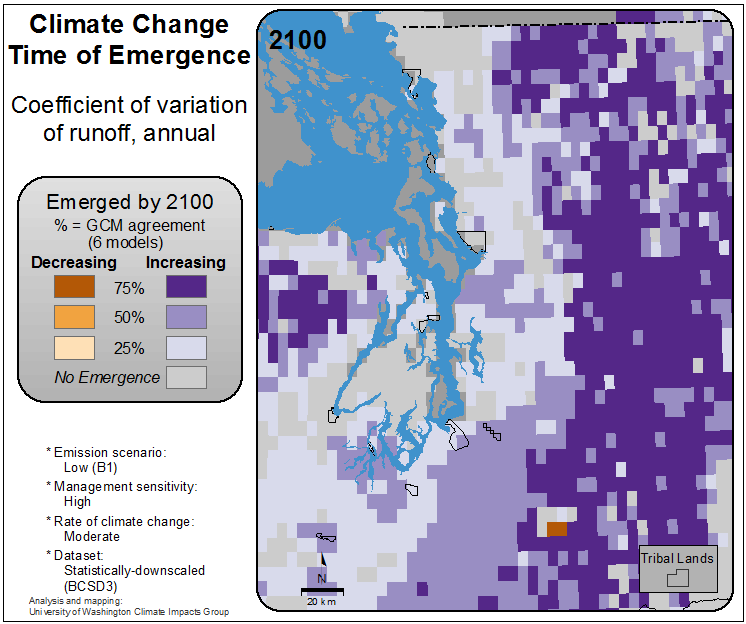 Climate Change
Time of Emergence
Coefficient of variation
of runoff, annual
Emerged by 2100
% = GCM agreement
(6 models)
Decreasing Increasing
75%
50%
25%
No Emergence
* Emission scenario:
Low (B1)
* Management sensitivity:
High
* Rate of climate change:
Moderate
* Dataset:
Statistically-downscaled
(BCSD3)
Analysis and mapping:
University of Washington Climate Impacts Group
2100
N
20 km
Tribal Lands